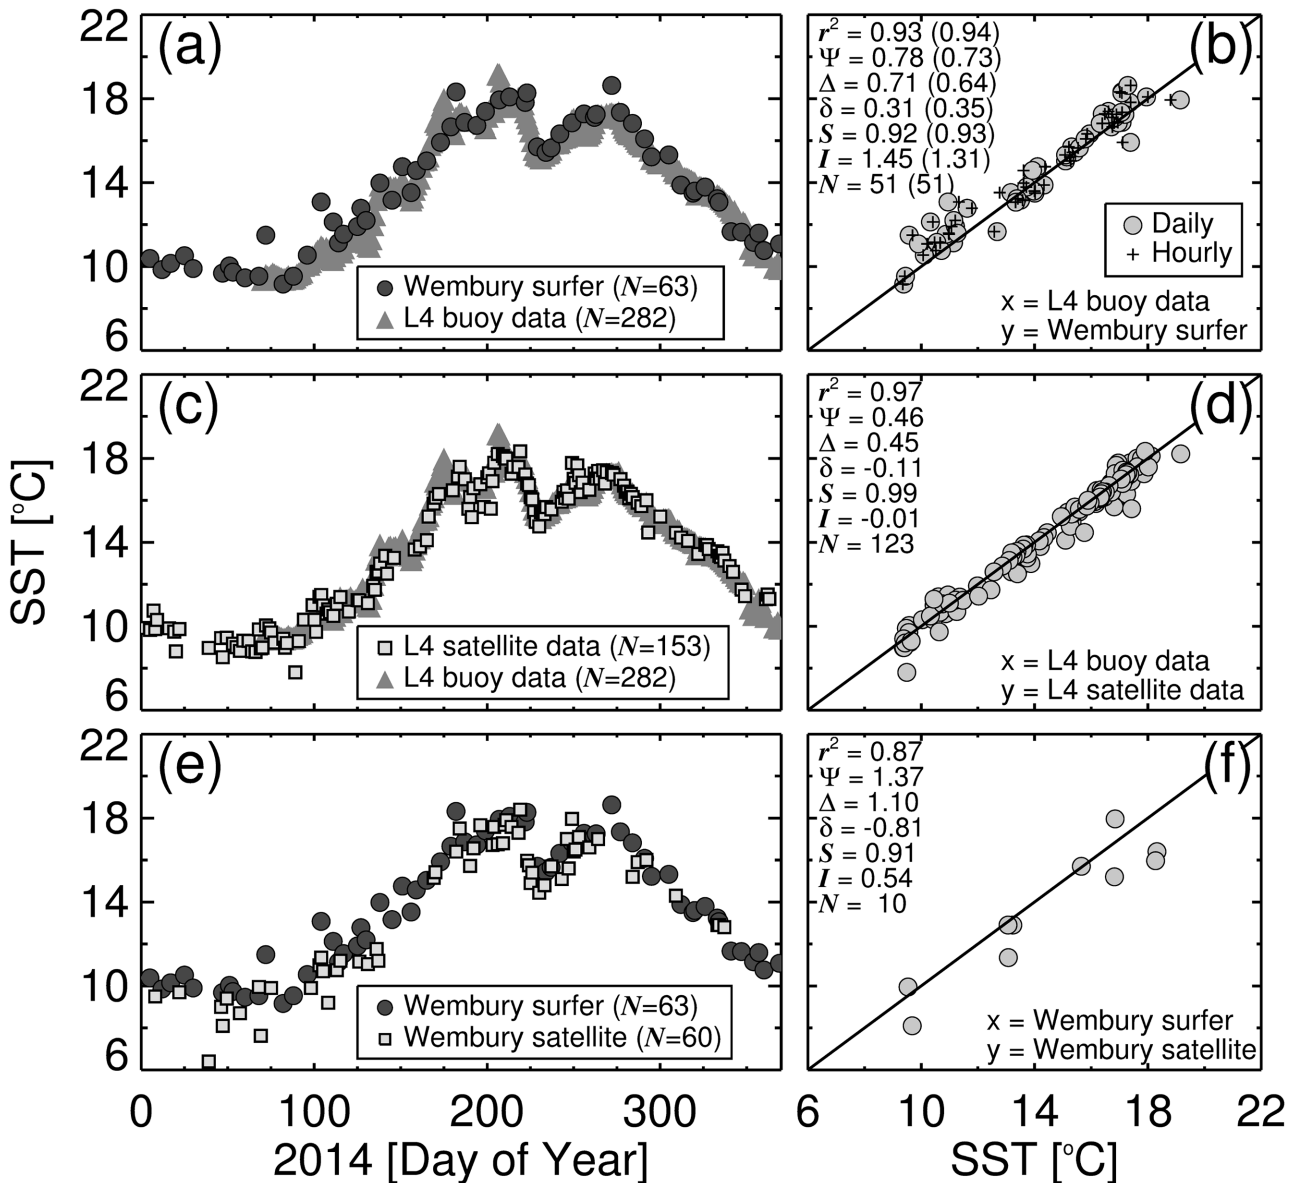 22
18
14
10
6
(a)
Wembury surfer (N=63)
L4 buoy data (N=282)
r² = 0.93 (0.94)
Ψ = 0.78 (0.73)
Δ = 0.71 (0.64)
δ = 0.31 (0.35)
S = 0.92 (0.93)
I = 1.45 (1.31)
N = 51 (51)
(b)
Daily
Hourly
x = L4 buoy data
y = Wembury surfer
SST [°C]
22
18
14
10
6
(c)
L4 satellite data (N=153)
L4 buoy data (N=282)
r² = 0.97
Ψ = 0.46
Δ = 0.45
δ = -0.11
S = 0.99
I = -0.01
N = 123
(d)
x = L4 buoy data
y = L4 satellite data
22
18
14
10
6
(e)
Wembury surfer (N=63)
Wembury satellite (N=60)
0 100 200 300
2014 [Day of Year]
r² = 0.87
Ψ = 1.37
Δ = 1.10
δ = -0.81
S = 0.91
I = 0.54
N = 10
(f)
x = Wembury surfer
y = Wembury satellite
6 10 14 18 22
SST [°C]